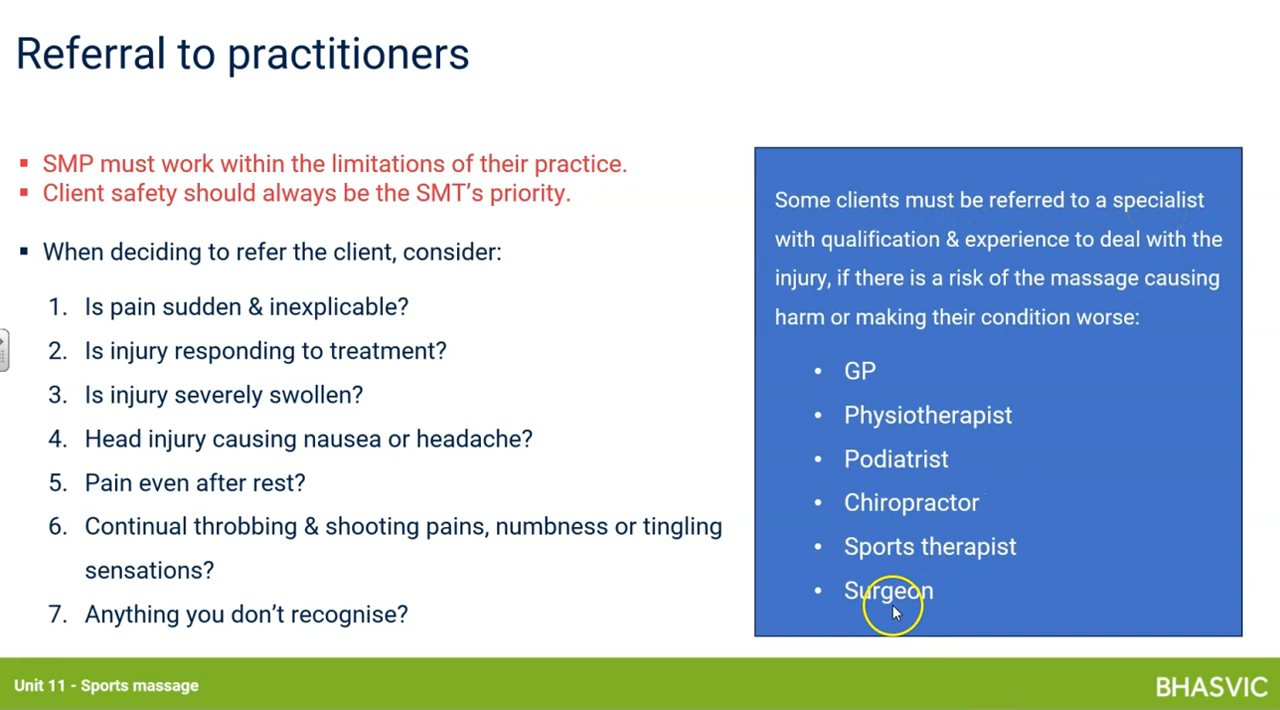 Referral to practitioners
▪ SMP must work within the limitations of their practice.
▪ Client safety should always be the SMT's priority.
▪ When deciding to refer the client, consider:
1. Is pain sudden & inexplicable?
2. Is injury responding to treatment?
3. Is injury severely swollen?
4. Head injury causing nausea or headache?
5. Pain even after rest?
6. Continual throbbing & shooting pains, numbness or tingling
sensations?
7. Anything you don't recognise?
Some clients must be referred to a specialist
with qualification & experience to deal with the
injury, if there is a risk of the massage causing
harm or making their condition worse:
• GP
• Physiotherapist
• Podiatrist
• Chiropractor
• Sports therapist
• Surgeon
Unit 11 - Sports massage
BHASVIC